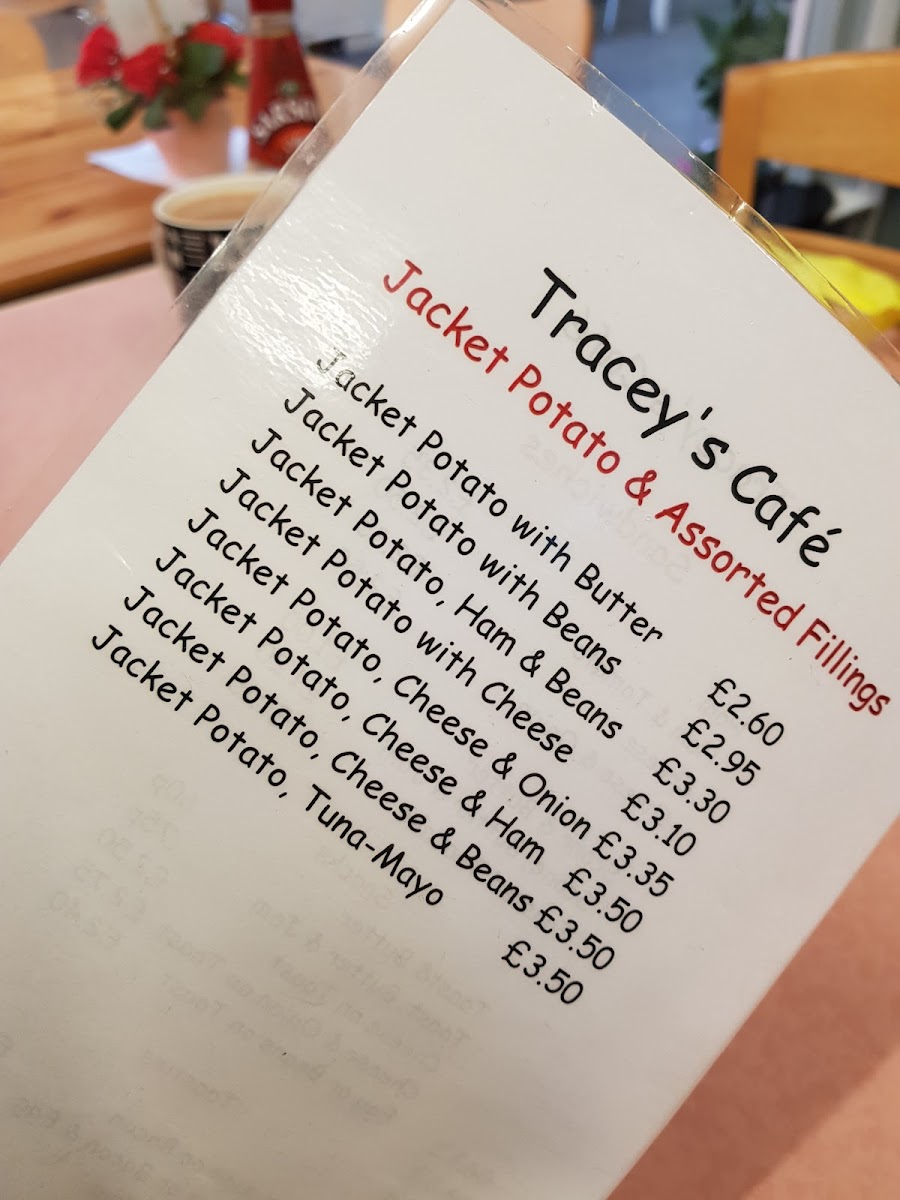 Tracey's Café
Jacket Potato & Assorted Fillings
Jacket Potato with Butter £2.60
Jacket Potato with Beans £2.95
Jacket Potato, Ham & Beans £3.30
Jacket Potato with Cheese £3.10
Jacket Potato, Cheese & Onion £3.35
Jacket Potato, Cheese & Ham £3.50
Jacket Potato, Cheese & Beans £3.50
Jacket Potato, Tuna-Mayo £3.50